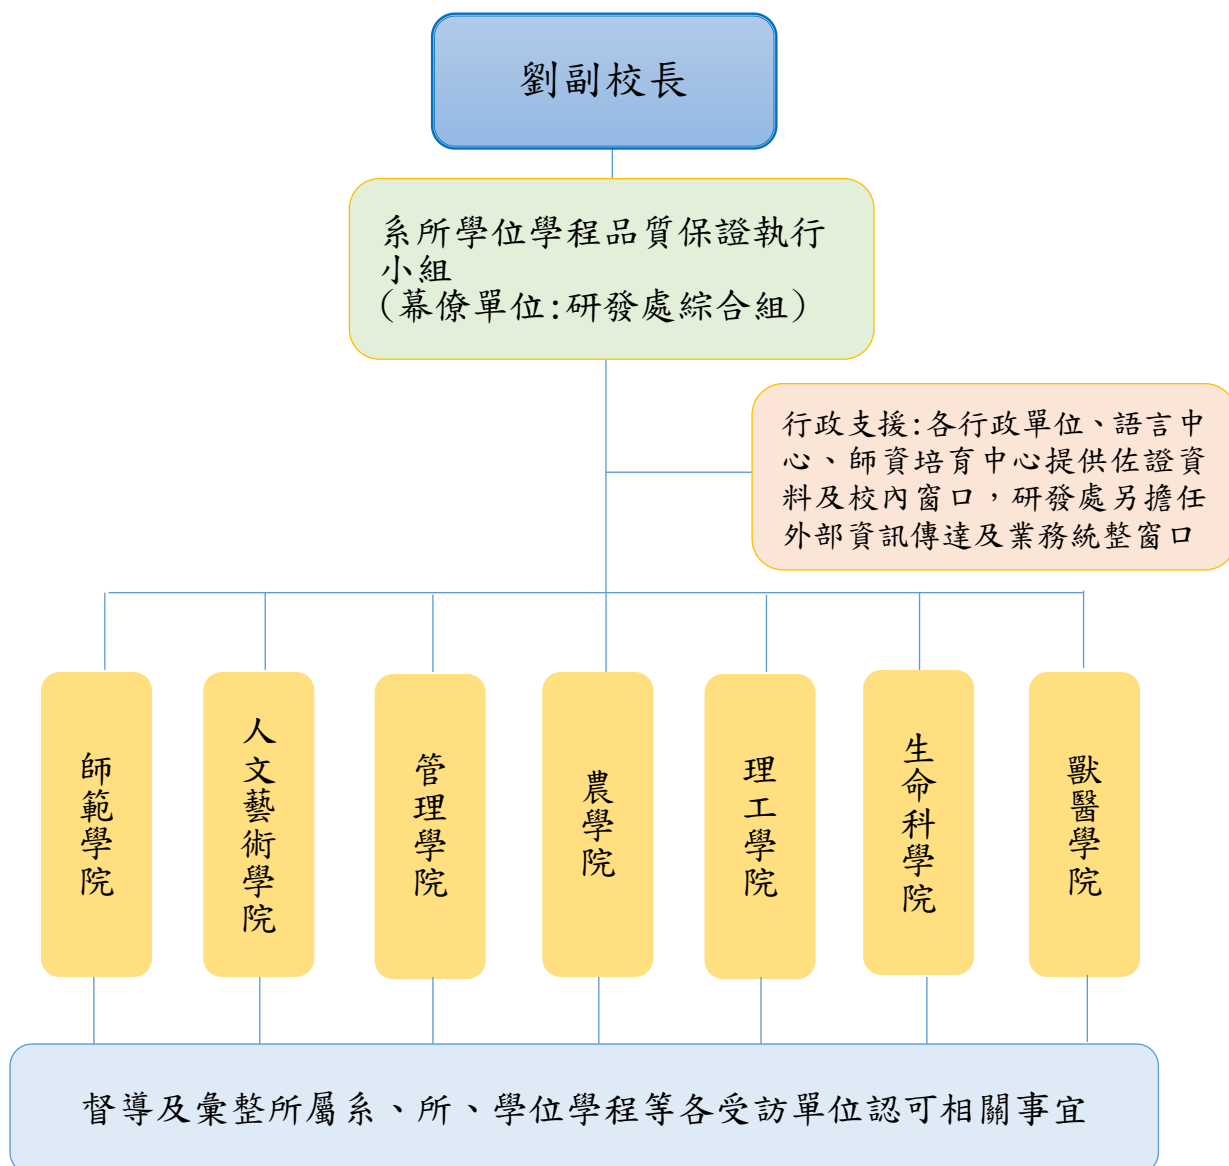 劉副校長
系所學位學程品質保證執行
小組
(幕僚單位:研發處綜合組)
行政支援:各行政單位、語言中
心、師資培育中心提供佐證資
料及校內窗口，研發處另擔任
外部資訊傳達及業務統整窗口
師範學院
人文藝術學院
管理學院
農學院
理工學院
生命科學院
獸醫學院
督導及彙整所屬系、所、學位學程等各受訪單位認可相關事宜